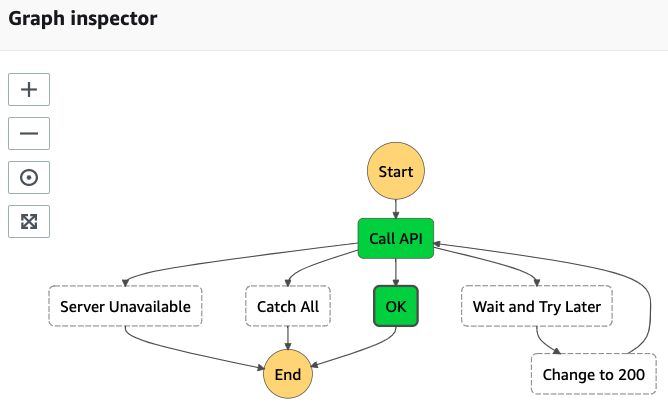 Graph inspector
Start
Call API
Server Unavailable
Catch All
OK
Wait and Try Later
End
Change to 200